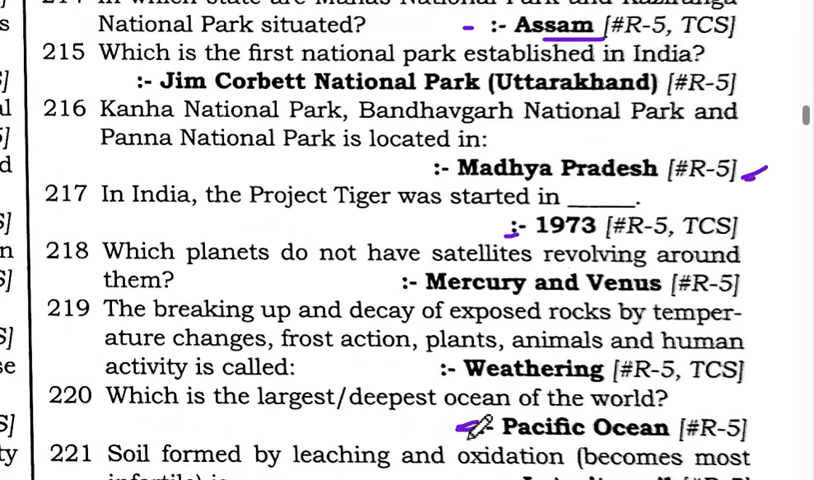 National Park situated? :- Assam [#R-5, TCS]
215 Which is the first national park established in India?
:- Jim Corbett National Park (Uttarakhand) [#R-5]
216 Kanha National Park, Bandhavgarh National Park and
Panna National Park is located in:
:- Madhya Pradesh [#R-5]
217 In India, the Project Tiger was started in _____.
:- 1973 [#R-5, TCS]
218 Which planets do not have satellites revolving around
them? :- Mercury and Venus [#R-5]
219 The breaking up and decay of exposed rocks by temper-
ature changes, frost action, plants, animals and human
activity is called: :- Weathering [#R-5, TCS]
220 Which is the largest/deepest ocean of the world?
Pacific Ocean [#R-5]
221 Soil formed by leaching and oxidation (becomes most